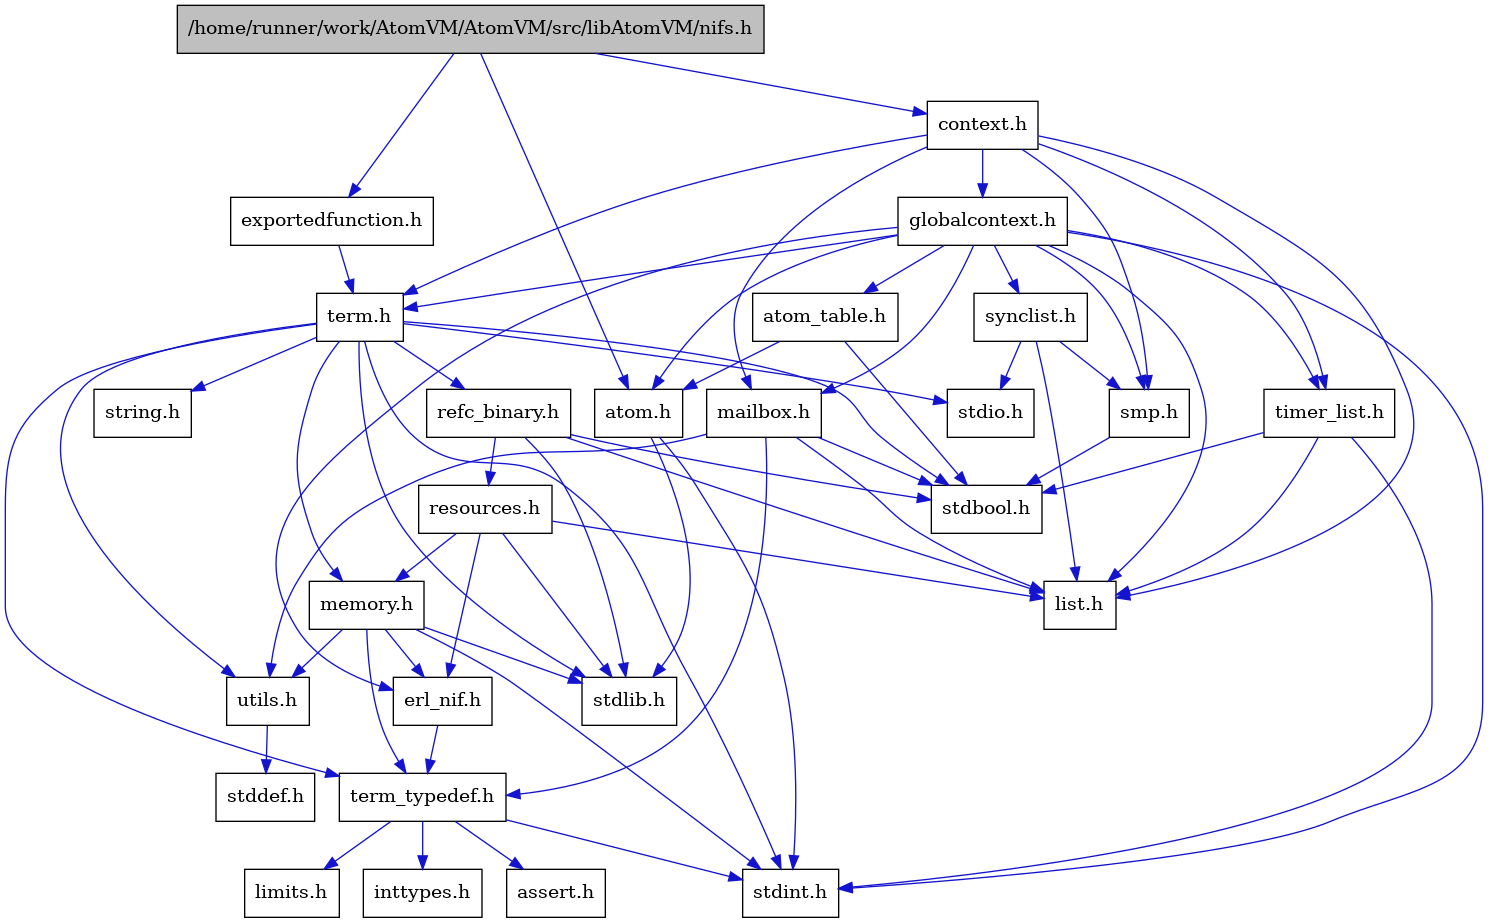 /home/runner/work/AtomVM/AtomVM/src/libAtomVM/nifs.h
context.h
exportedfunction.h
globalcontext.h
term.h
atom_table.h
synclist.h
string.h
refc_binary.h
atom.h
mailbox.h
stdio.h
smp.h
timer_list.h
resources.h
stdbool.h
memory.h
list.h
utils.h
erl_nif.h
stdlib.h
stddef.h
term_typedef.h
limits.h
inttypes.h
assert.h
stdint.h